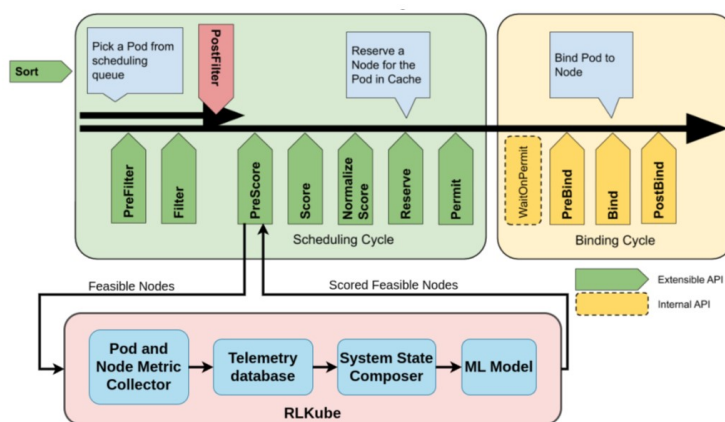 Pick a Pod from
scheduling
queue
PostFilter
Reserve a
Node for the
Pod in Cache
Bind Pod to
Node
Sort
PreFilter
Filter
PreScore
Score
Normalize
Score
Reserve
Permit
WaitOnPermit
PreBind
Bind
PostBind
Scheduling Cycle
Binding Cycle
Feasible Nodes
Scored Feasible Nodes
Extensible API
Internal API
Pod and
Node Metric
Collector
Telemetry
database
System State
Composer
ML Model
RLKube